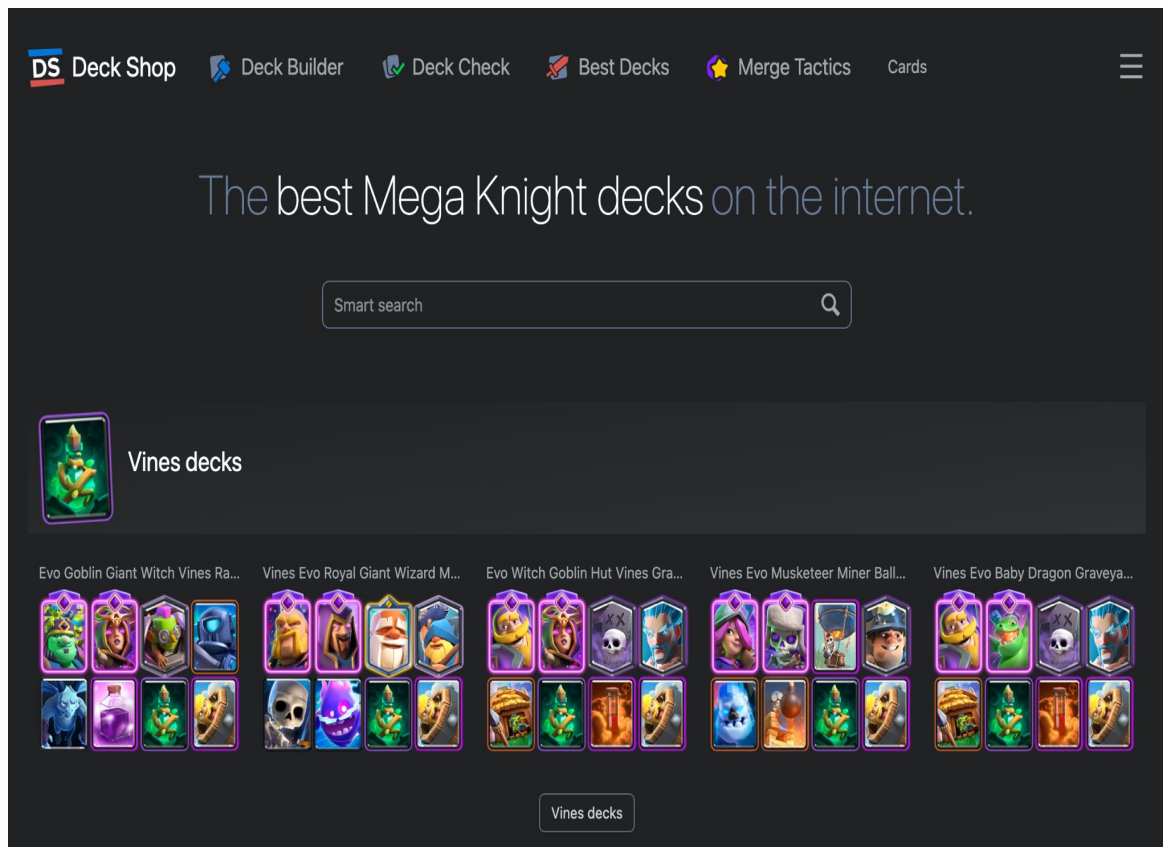 DS Deck Shop Deck Builder Deck Check Best Decks Merge Tactics Cards
The best Mega Knight decks on the internet.
Smart search
Vines decks
Evo Goblin Giant Witch Vines Ra... Vines Evo Royal Giant Wizard M... Evo Witch Goblin Hut Vines Gra... Vines Evo Musketeer Miner Ball... Vines Evo Baby Dragon Graveya...
Vines decks